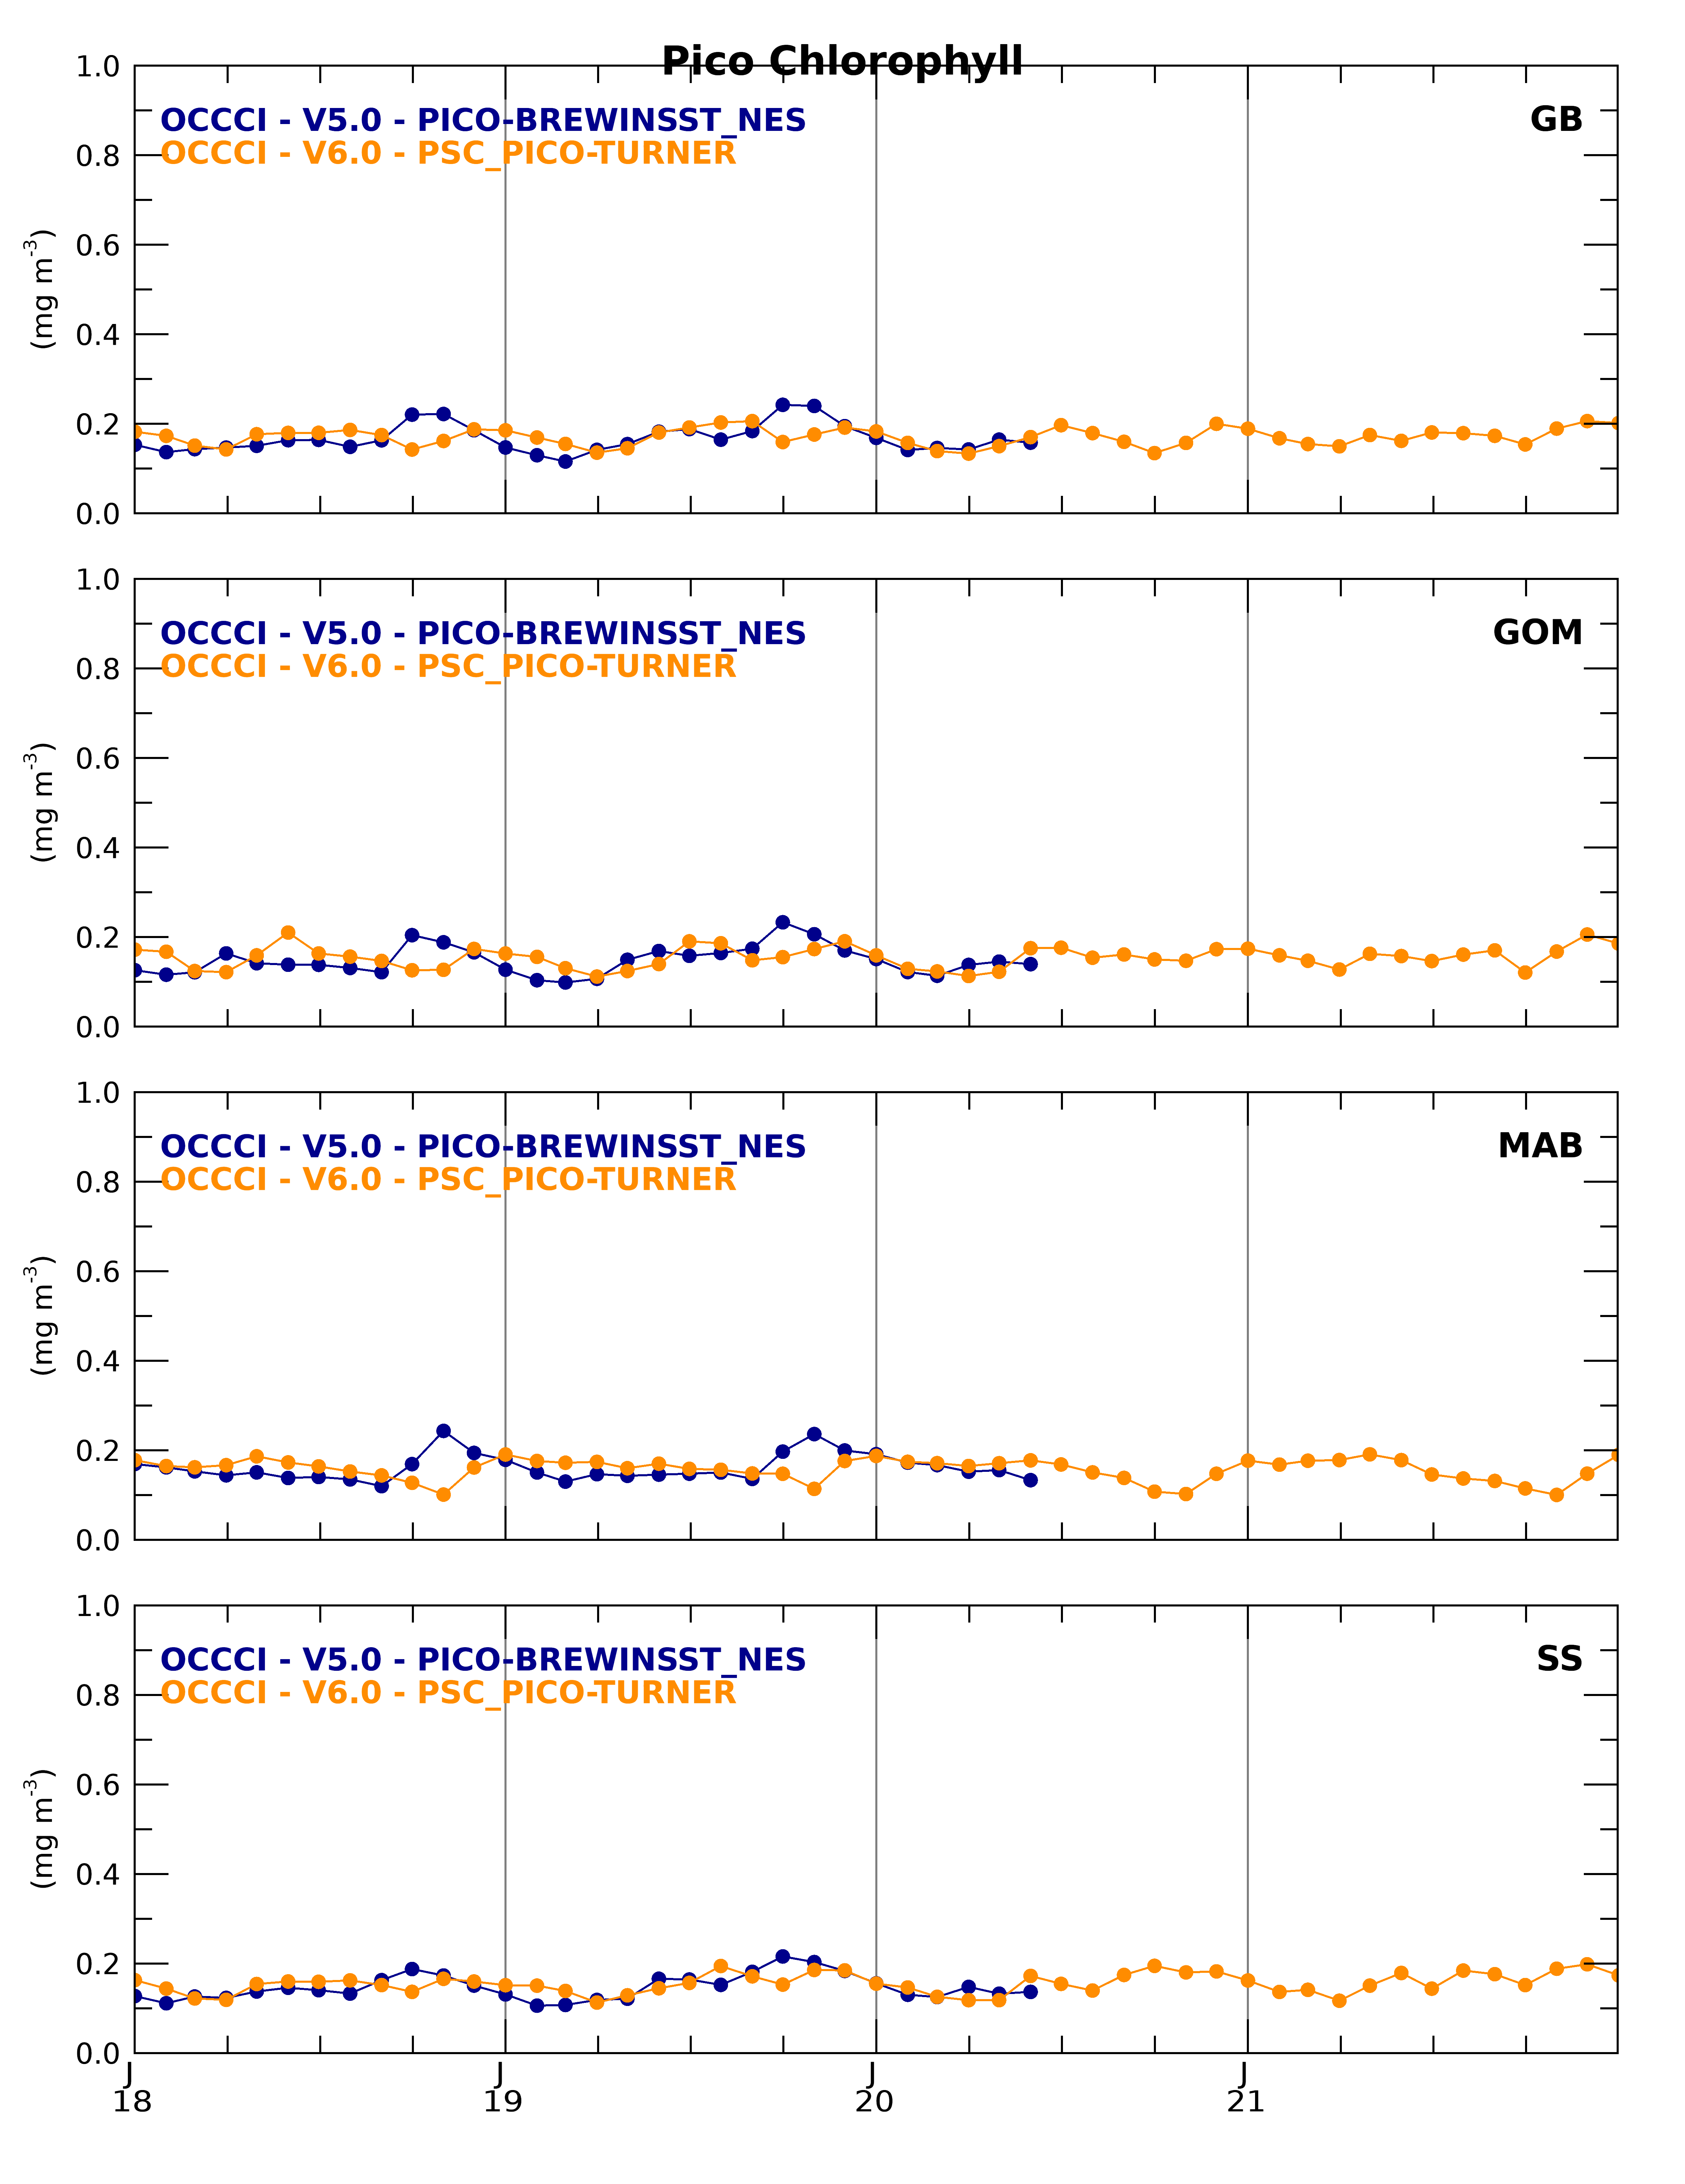 Pico Chlorophyll
1.0
OCCCI - V5.0 - PICO-BREWINSST_NES
GB
OCCCI - V6.0 - PSC_PICO-TURNER
0.8
0.6
(mg m-3)
0.4
0.2
0.0
1.0
OCCCI - V5.0 - PICO-BREWINSST_NES
GOM
OCCCI - V6.0 - PSC_PICO-TURNER
0.8
0.6
(mg m-3)
0.4
0.2
0.0
1.0
OCCCI - V5.0 - PICO-BREWINSST_NES
MAB
OCCCI - V6.0 - PSC_PICO-TURNER
0.8
0.6
(mg m-3)
0.4
0.2
0.0
1.0
OCCCI - V5.0 - PICO-BREWINSST_NES
SS
OCCCI - V6.0 - PSC_PICO-TURNER
0.8
0.6
(mg m-3)
0.4
0.2
0.0
J J J J
18 19 20 21